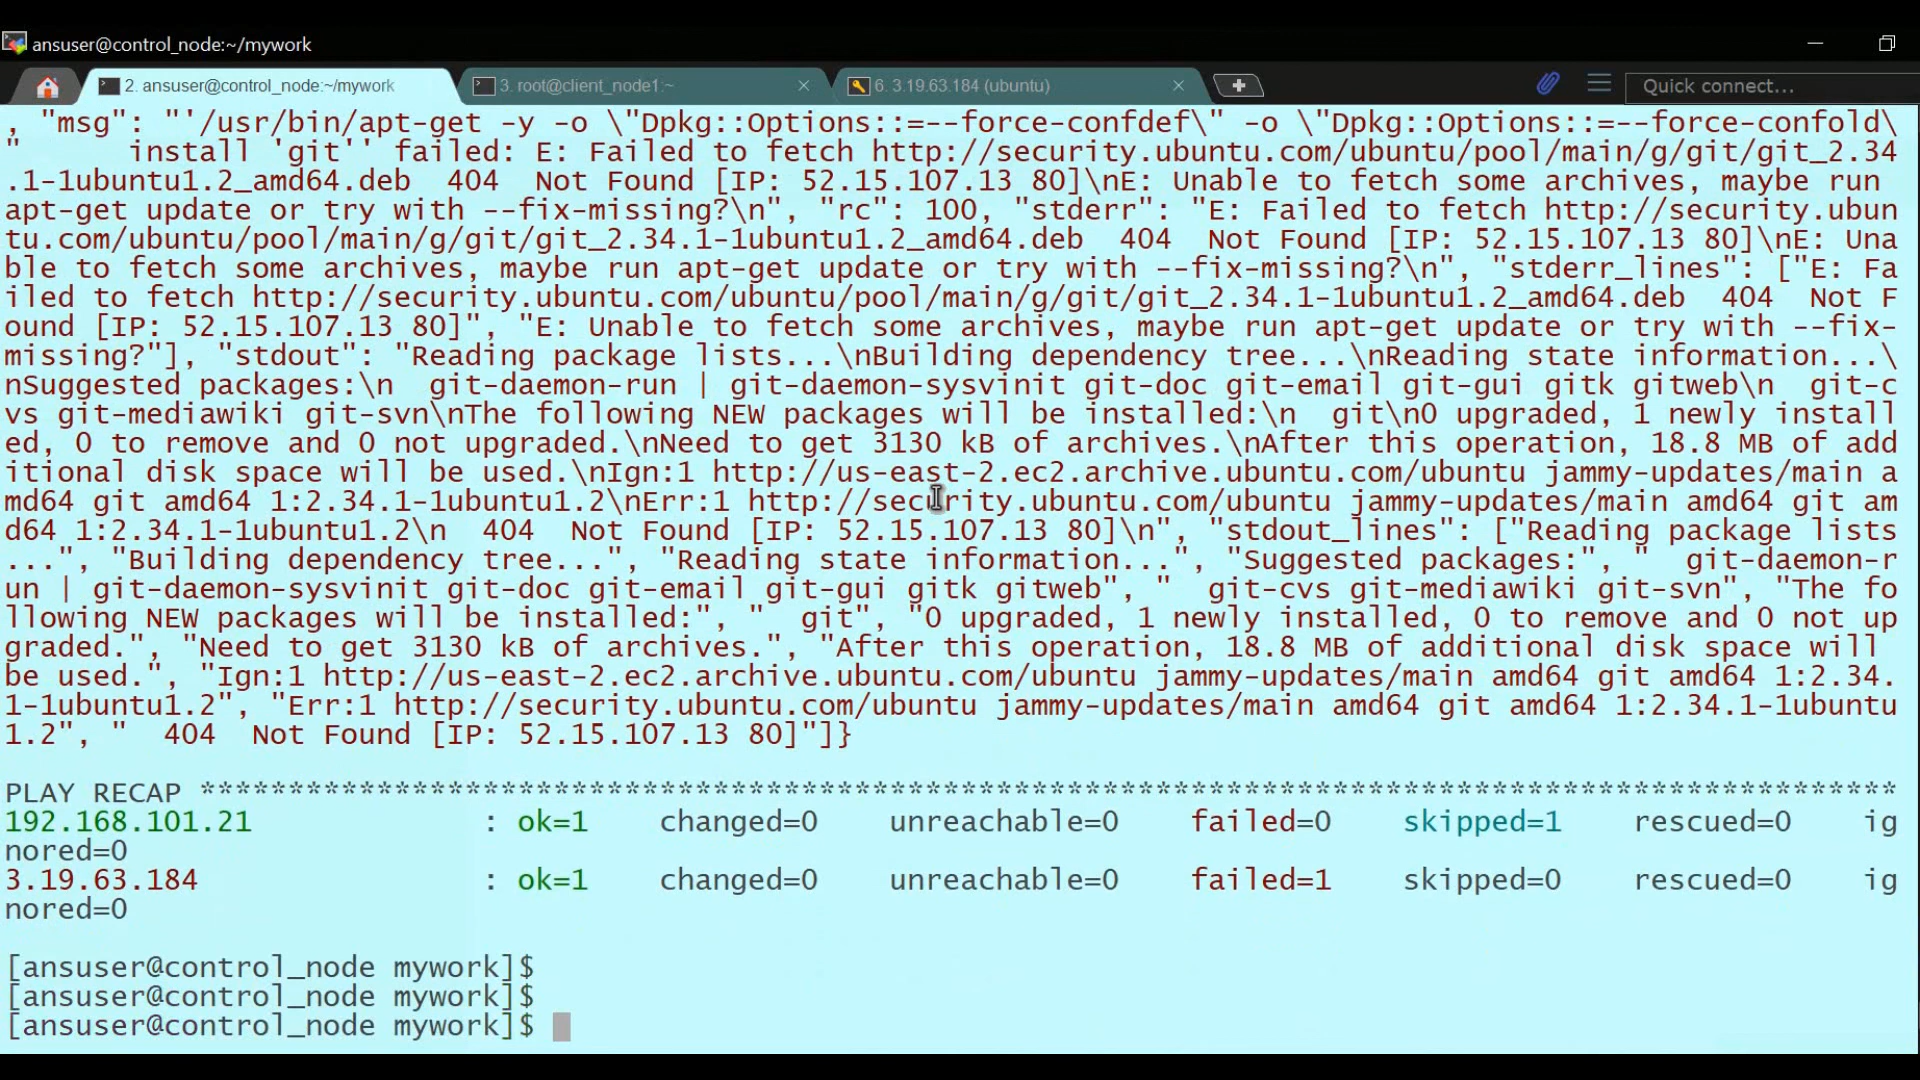 ansuser@control_node:~/mywork
2. ansuser@control_node:~/mywork
3. root@client_node1:~
6. 3.19.63.184 (ubuntu)
Quick connect...
, "msg": "'/usr/bin/apt-get -y -o \"Dpkg::Options::=--force-confdef\" -o \"Dpkg::Options::=--force-confold\
"      install 'git'' failed: E: Failed to fetch http://security.ubuntu.com/ubuntu/pool/main/g/git/git_2.34
.1-1ubuntu1.2_amd64.deb  404  Not Found [IP: 52.15.107.13 80]\nE: Unable to fetch some archives, maybe run
apt-get update or try with --fix-missing?\n", "rc": 100, "stderr": "E: Failed to fetch http://security.ubun
tu.com/ubuntu/pool/main/g/git/git_2.34.1-1ubuntu1.2_amd64.deb  404  Not Found [IP: 52.15.107.13 80]\nE: Una
ble to fetch some archives, maybe run apt-get update or try with --fix-missing?\n", "stderr_lines": ["E: Fa
iled to fetch http://security.ubuntu.com/ubuntu/pool/main/g/git/git_2.34.1-1ubuntu1.2_amd64.deb  404  Not F
ound [IP: 52.15.107.13 80]", "E: Unable to fetch some archives, maybe run apt-get update or try with --fix-
missing?"], "stdout": "Reading package lists...\nBuilding dependency tree...\nReading state information...\
nSuggested packages:\n  git-daemon-run | git-daemon-sysvinit git-doc git-email git-gui gitk gitweb\n  git-c
vs git-mediawiki git-svn\nThe following NEW packages will be installed:\n  git\n0 upgraded, 1 newly install
ed, 0 to remove and 0 not upgraded.\nNeed to get 3130 kB of archives.\nAfter this operation, 18.8 MB of add
itional disk space will be used.\nIgn:1 http://us-east-2.ec2.archive.ubuntu.com/ubuntu jammy-updates/main a
md64 git amd64 1:2.34.1-1ubuntu1.2\nErr:1 http://security.ubuntu.com/ubuntu jammy-updates/main amd64 git am
d64 1:2.34.1-1ubuntu1.2\n  404  Not Found [IP: 52.15.107.13 80]\n", "stdout_lines": ["Reading package lists
...", "Building dependency tree...", "Reading state information...", "Suggested packages:", "  git-daemon-r
un | git-daemon-sysvinit git-doc git-email git-gui gitk gitweb", "  git-cvs git-mediawiki git-svn", "The fo
llowing NEW packages will be installed:", "  git", "0 upgraded, 1 newly installed, 0 to remove and 0 not up
graded.", "Need to get 3130 kB of archives.", "After this operation, 18.8 MB of additional disk space will
be used.", "Ign:1 http://us-east-2.ec2.archive.ubuntu.com/ubuntu jammy-updates/main amd64 git amd64 1:2.34.
1-1ubuntu1.2", "Err:1 http://security.ubuntu.com/ubuntu jammy-updates/main amd64 git amd64 1:2.34.1-1ubuntu
1.2", "  404  Not Found [IP: 52.15.107.13 80]"]}
PLAY RECAP ************************************************************************************************
192.168.101.21             : ok=1    changed=0    unreachable=0    failed=0    skipped=1    rescued=0    ig
nored=0
3.19.63.184                : ok=1    changed=0    unreachable=0    failed=1    skipped=0    rescued=0    ig
nored=0
[ansuser@control_node mywork]$
[ansuser@control_node mywork]$
[ansuser@control_node mywork]$